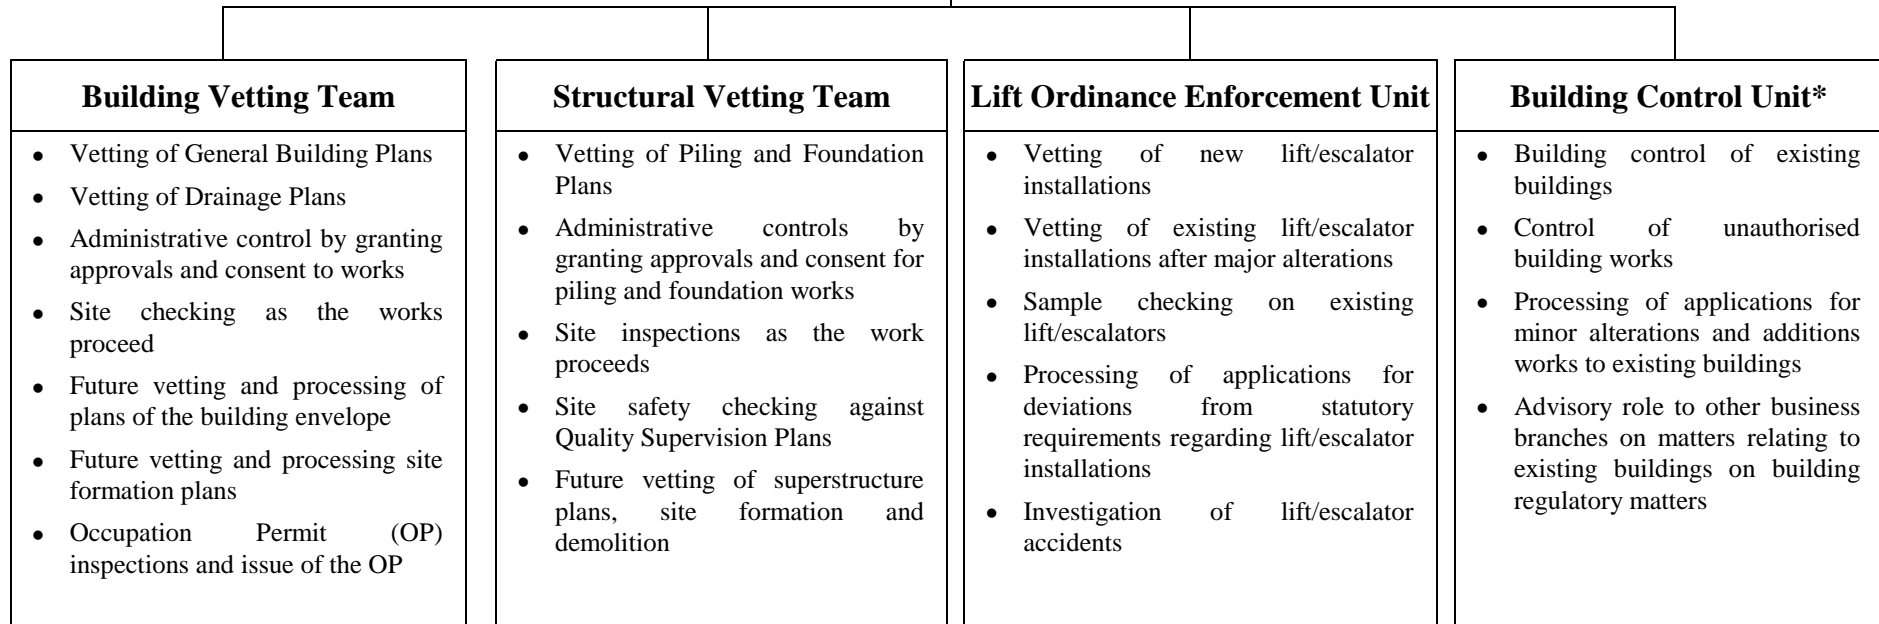 Building Vetting Team
● Vetting of General Building Plans
● Vetting of Drainage Plans
● Administrative control by granting
approvals and consent to works
● Site checking as the works
proceed
● Future vetting and processing of
plans of the building envelope
● Future vetting and processing site
formation plans
● Occupation Permit (OP)
inspections and issue of the OP
Structural Vetting Team
● Vetting of Piling and Foundation
Plans
● Administrative controls by
granting approvals and consent for
piling and foundation works
● Site inspections as the work
proceeds
● Site safety checking against
Quality Supervision Plans
● Future vetting of superstructure
plans, site formation and
demolition
Lift Ordinance Enforcement Unit
● Vetting of new lift/escalator
installations
● Vetting of existing lift/escalator
installations after major alterations
● Sample checking on existing
lift/escalators
● Processing of applications for
deviations from statutory
requirements regarding lift/escalator
installations
● Investigation of lift/escalator
accidents
Building Control Unit*
● Building control of existing
buildings
● Control of unauthorised
building works
● Processing of applications for
minor alterations and additions
works to existing buildings
● Advisory role to other business
branches on matters relating to
existing buildings on building
regulatory matters